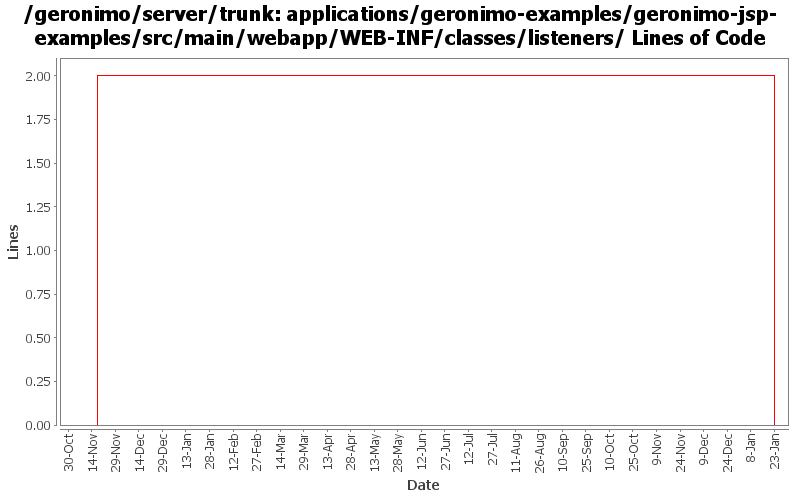 /geronimo/server/trunk: applications/geronimo-examples/geronimo-jsp-
examples/src/main/webapp/WEB-INF/classes/listeners/ Lines of Code
2.00
1.75
1.50
1.25
1.00
0.75
0.50
0.25
0.00
Lines
30-Oct
14-Nov
29-Nov
14-Dec
29-Dec
13-Jan
28-Jan
12-Feb
27-Feb
14-Mar
29-Mar
13-Apr
28-Apr
13-May
28-May
12-Jun
27-Jun
12-Jul
27-Jul
11-Aug
26-Aug
10-Sep
25-Sep
10-Oct
25-Oct
9-Nov
24-Nov
9-Dec
24-Dec
8-Jan
23-Jan
Date